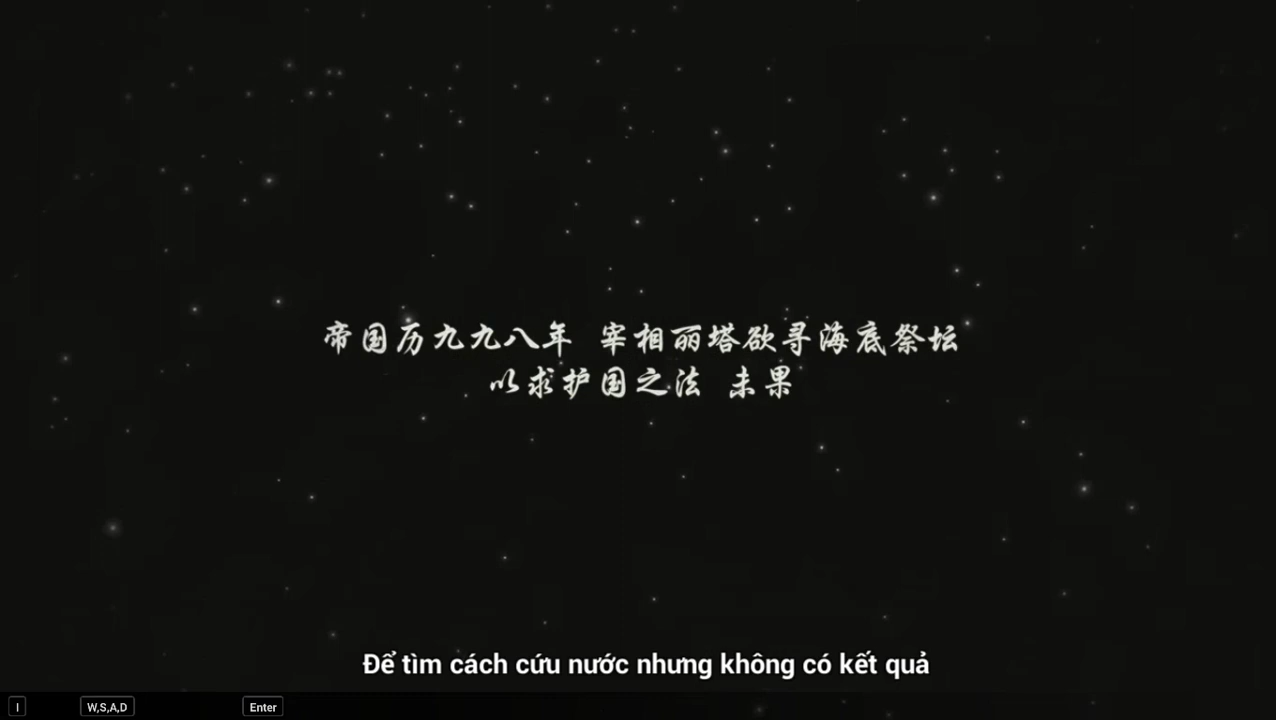 帝国历九九八年 宰相丽塔欲寻海底祭坛
以求护国之法 未果
Để tìm cách cứu nước nhưng không có kết quả
I W,S,A,D Enter